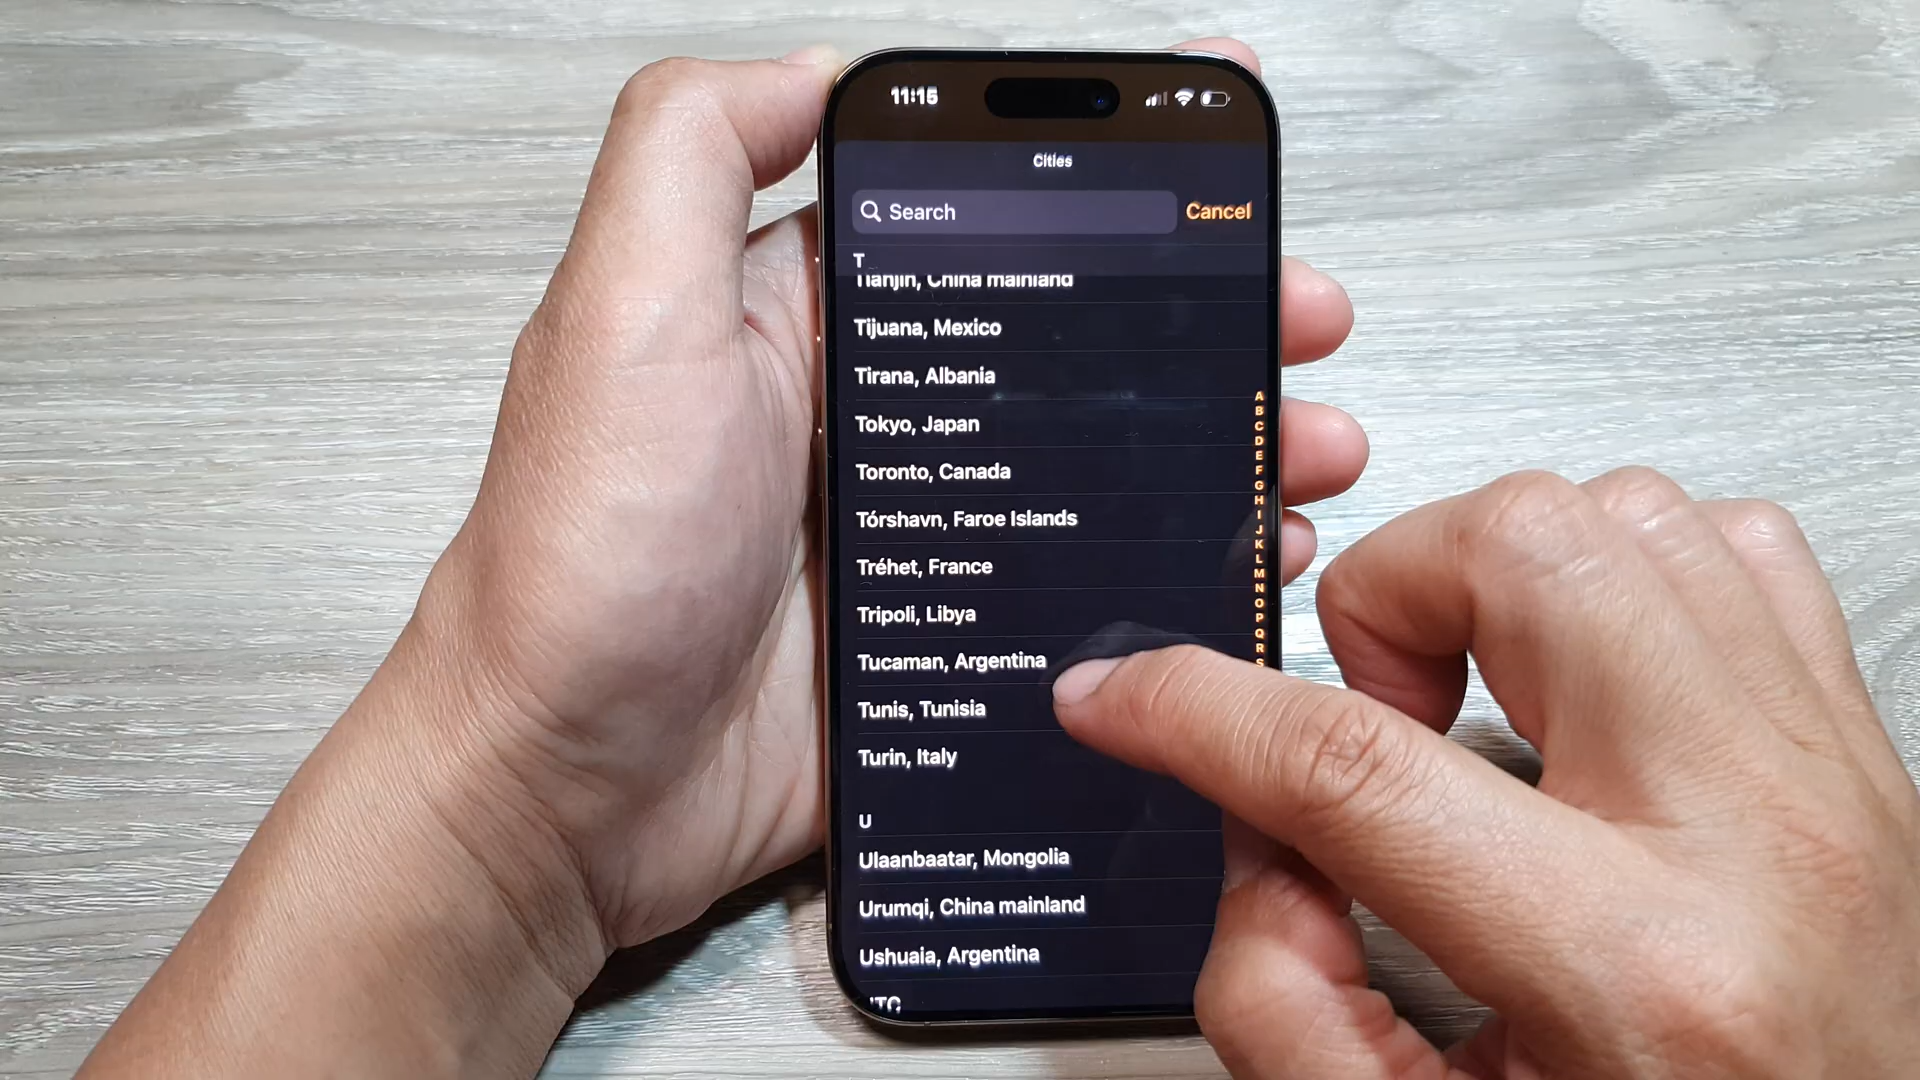 11:15
Cities
Search
Cancel
T
Tianjin, China mainland
Tijuana, Mexico
Tirana, Albania
Tokyo, Japan
Toronto, Canada
Tórshavn, Faroe Islands
Tréhet, France
Tripoli, Libya
Tucaman, Argentina
Tunis, Tunisia
Turin, Italy
U
Ulaanbaatar, Mongolia
Urumqi, China mainland
Ushuaia, Argentina
UTC
A
B
C
D
E
F
G
H
I
J
K
L
M
N
O
P
Q
R
S